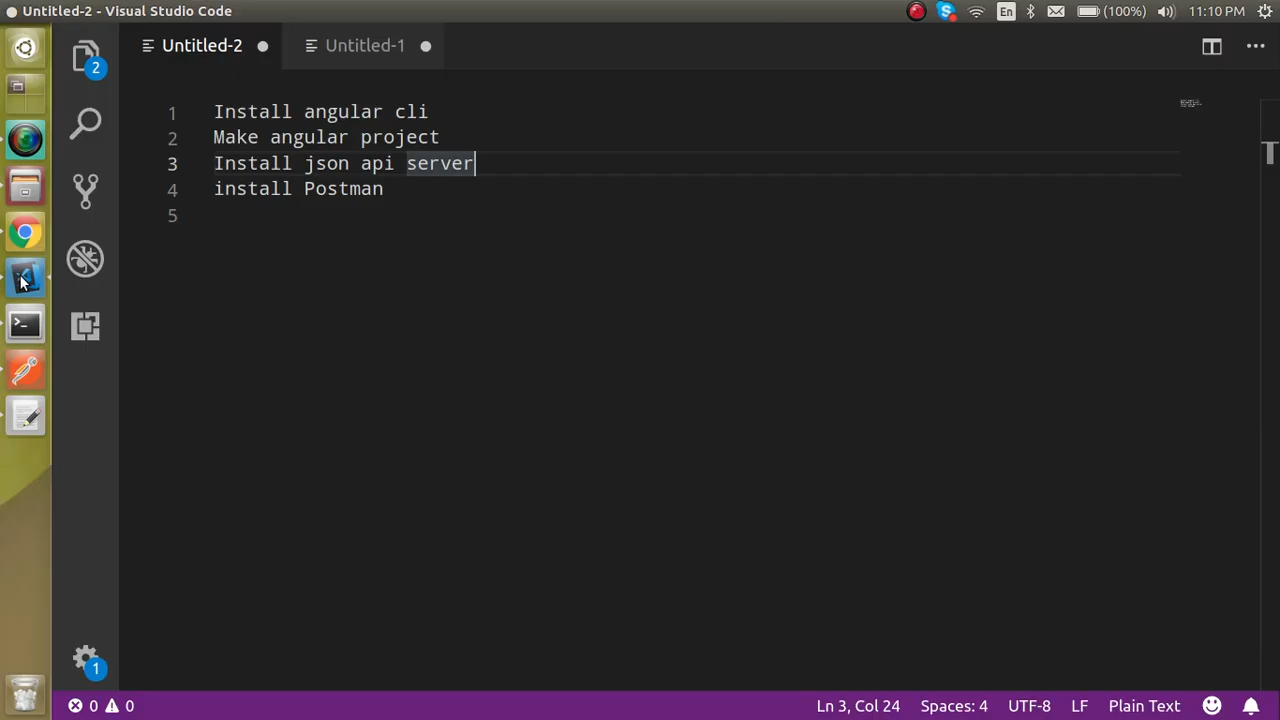 Untitled-2 - Visual Studio Code
En
(100%)
11:10 PM
Untitled-2
Untitled-1
2
1 Install angular cli
2 Make angular project
3 Install json api server
4 install Postman
5
1
0
0
Ln 3, Col 24
Spaces: 4
UTF-8
LF
Plain Text